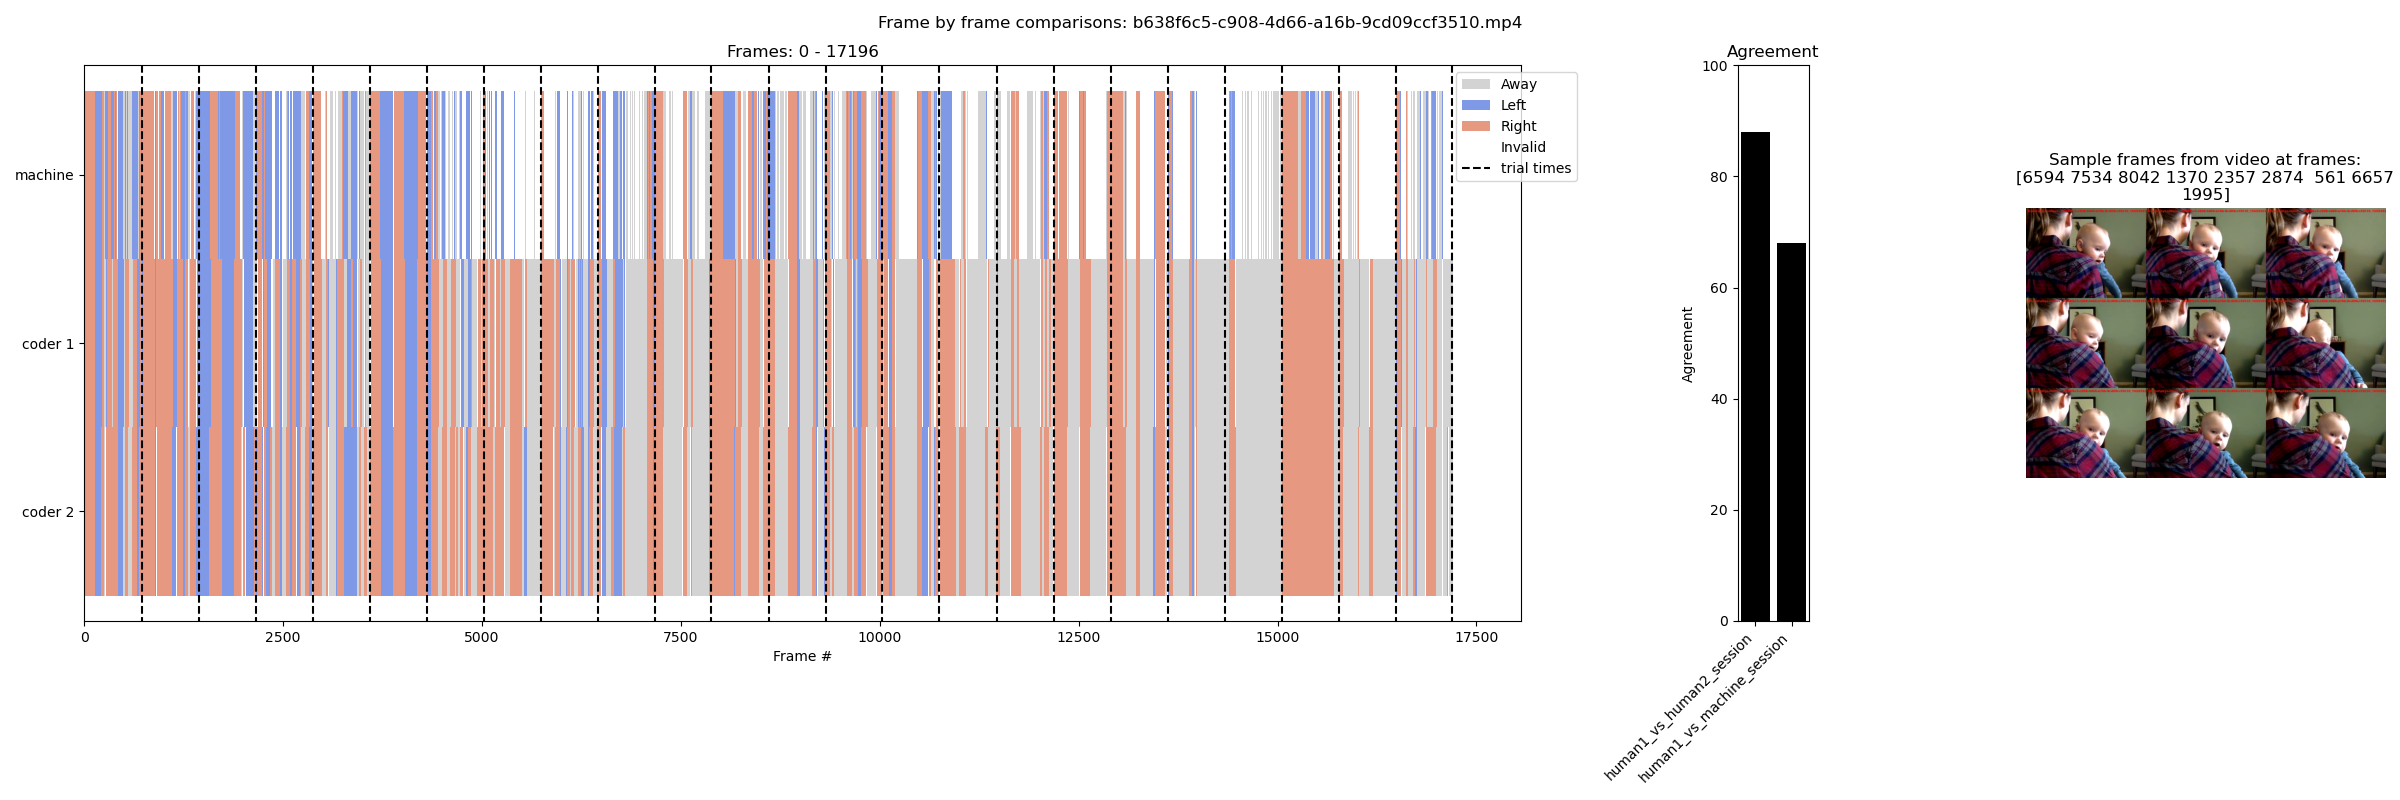 Frame by frame comparisons: b638f6c5-c908-4d66-a16b-9cd09ccf3510.mp4
Frames: 0 - 17196
machine
coder 1
coder 2
0
2500
5000
7500
10000
12500
15000
17500
Frame #
Away
Left
Right
Invalid
trial times
Agreement
100
80
60
40
20
0
Agreement
human1_vs_human2_session
human1_vs_machine_session
Sample frames from video at frames:
[6594 7534 8042 1370 2357 2874  561 6657
1995]